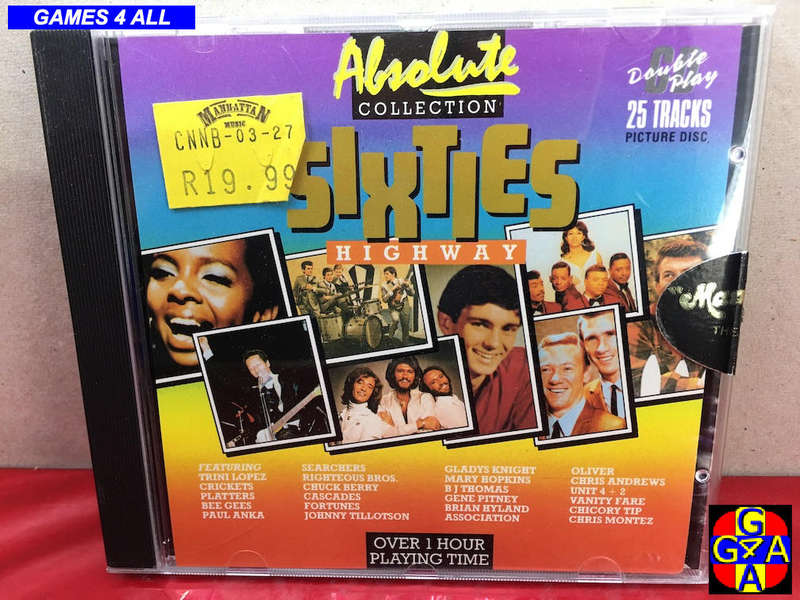 GAMES 4 ALL
Absolute
COLLECTION
CD
Double
Play
25 TRACKS
PICTURE DISC
MANHATTAN
MUSIC
CNNB-03-27
R19.99
SIXTIES
HIGHWAY
THE
FEATURING
TRINI LOPEZ
CRICKETS
PLATTERS
BEE GEES
PAUL ANKA
SEARCHERS
RIGHTEOUS BROS.
CHUCK BERRY
CASCADES
FORTUNES
JOHNNY TILLOTSON
GLADYS KNIGHT
MARY HOPKINS
B J THOMAS
GENE PITNEY
BRIAN HYLAND
ASSOCIATION
OLIVER
CHRIS ANDREWS
UNIT 4 + 2
VANITY FARE
CHICORY TIP
CHRIS MONTEZ
OVER 1 HOUR
PLAYING TIME
G
G4A
A